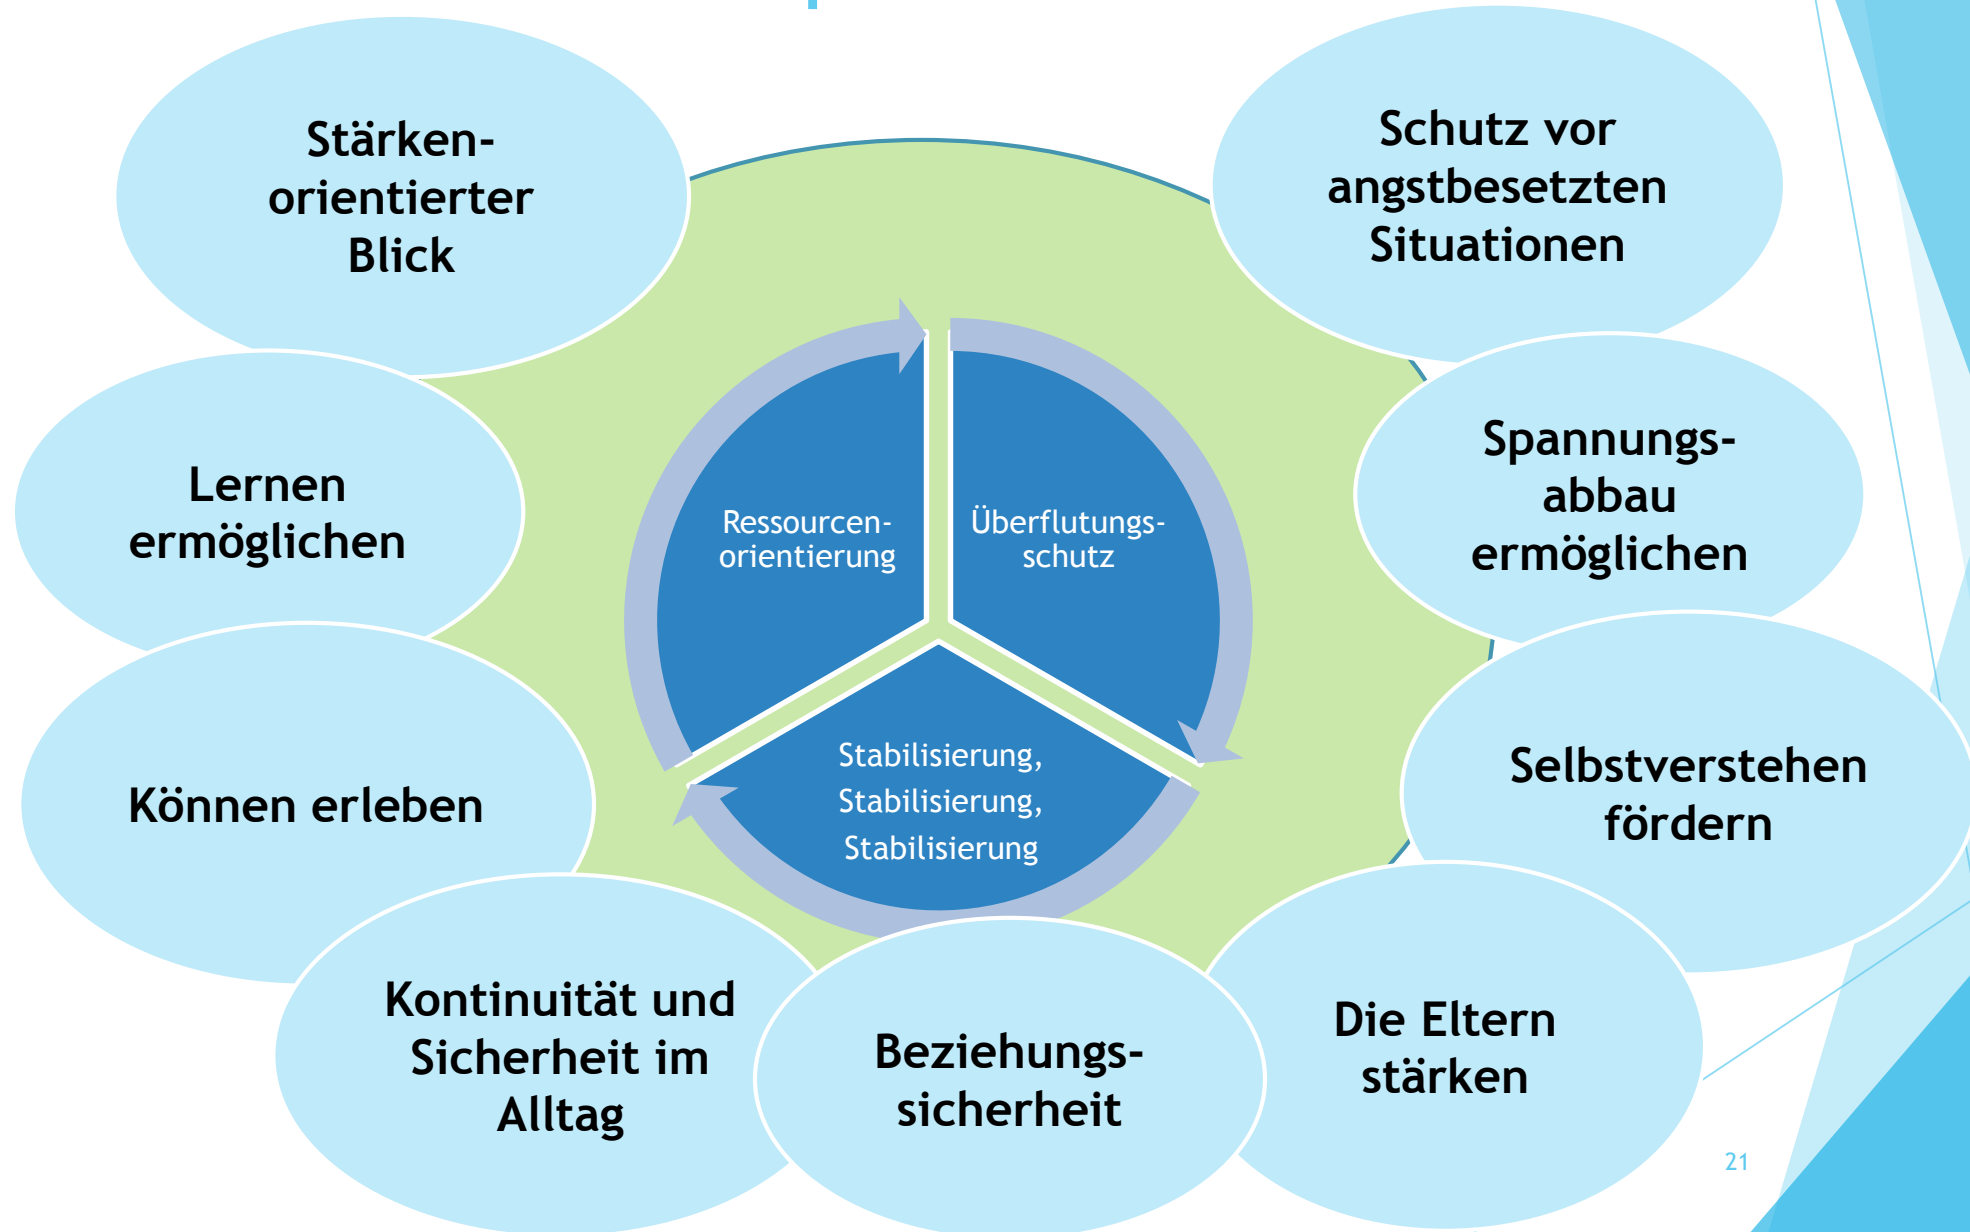 Stärken-
orientierter
Blick
Schutz vor
angstbesetzten
Situationen
Lernen
ermöglichen
Spannungs-
abbau
ermöglichen
Ressourcen-
orientierung
Überflutungs-
schutz
Stabilisierung,
Stabilisierung,
Stabilisierung
Können erleben
Selbstverstehen
fördern
Kontinuität und
Sicherheit im
Alltag
Beziehungs-
sicherheit
Die Eltern
stärken
21